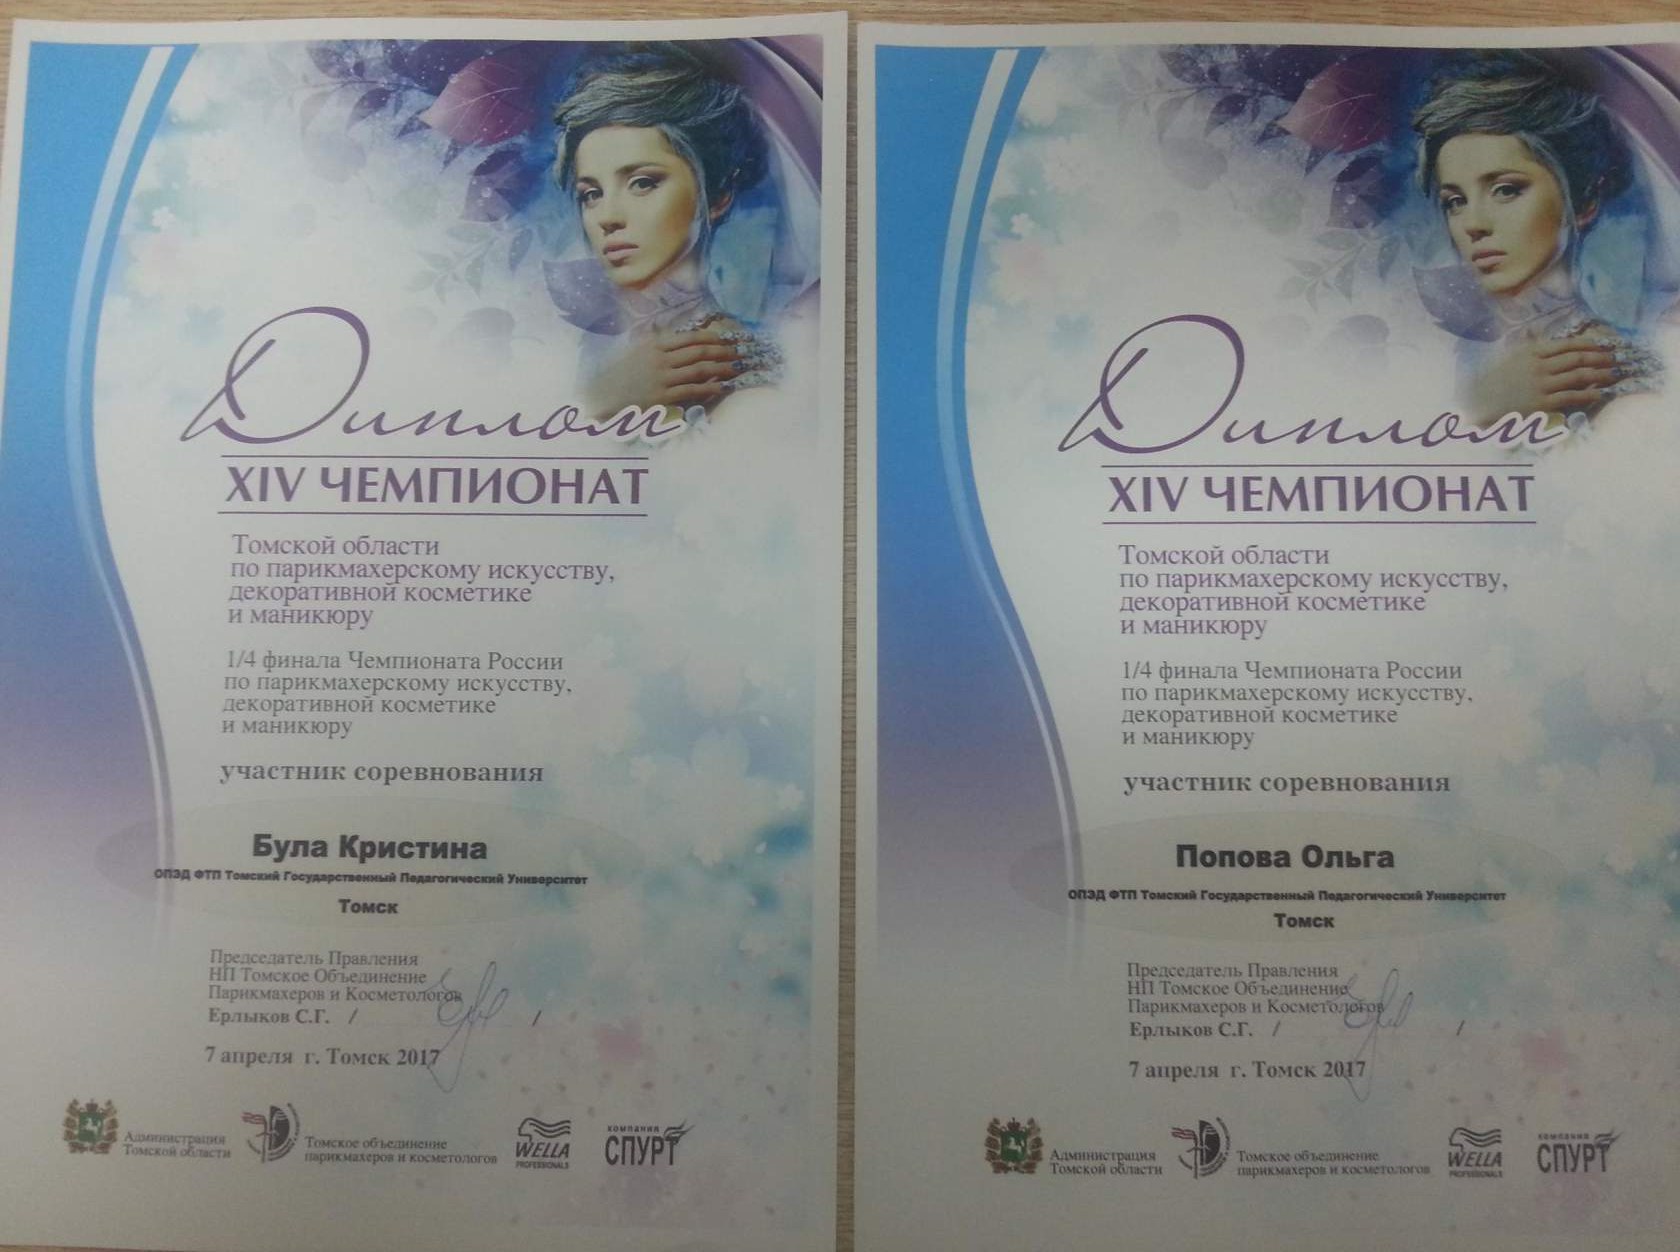 Диплом
XIV ЧЕМПИОНАТ
Томской области
по парикмахерскому искусству,
декоративной косметике
и маникюру
1/4 финала Чемпионата России
по парикмахерскому искусству,
декоративной косметике
и маникюру
участник соревнования
Була Кристина
ОПЭД ФТП Томский Государственный Педагогический Университет
Томск
Председатель Правления
НП Томское Объединение
Парикмахеров и Косметологов
Ерлыков С.Г. / /
7 апреля г. Томск 2017
Администрация
Томской области
Томское объединение
парикмахеров и косметологов
WELLA
PROFESSIONALS
компания
СПУРТ
Диплом
XIV ЧЕМПИОНАТ
Томской области
по парикмахерскому искусству,
декоративной косметике
и маникюру
1/4 финала Чемпионата России
по парикмахерскому искусству,
декоративной косметике
и маникюру
участник соревнования
Попова Ольга
ОПЭД ФТП Томский Государственный Педагогический Университет
Томск
Председатель Правления
НП Томское Объединение
Парикмахеров и Косметологов
Ерлыков С.Г. / /
7 апреля г. Томск 2017
Администрация
Томской области
Томское объединение
парикмахеров и косметологов
WELLA
PROFESSIONALS
компания
СПУРТ